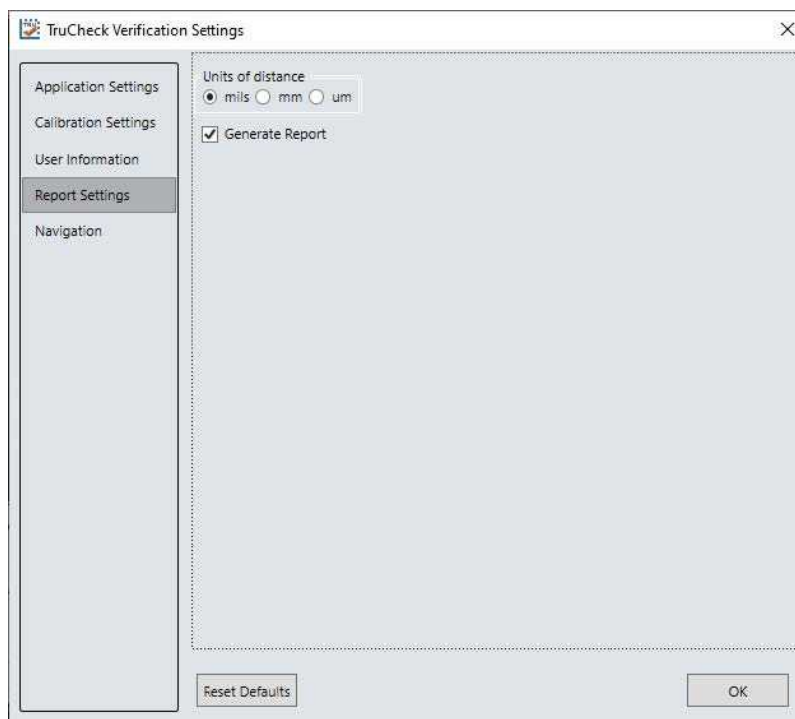 TruCheck Verification Settings
Application Settings
Calibration Settings
User Information
Report Settings
Navigation
Units of distance
mils mm um
Generate Report
Reset Defaults
OK